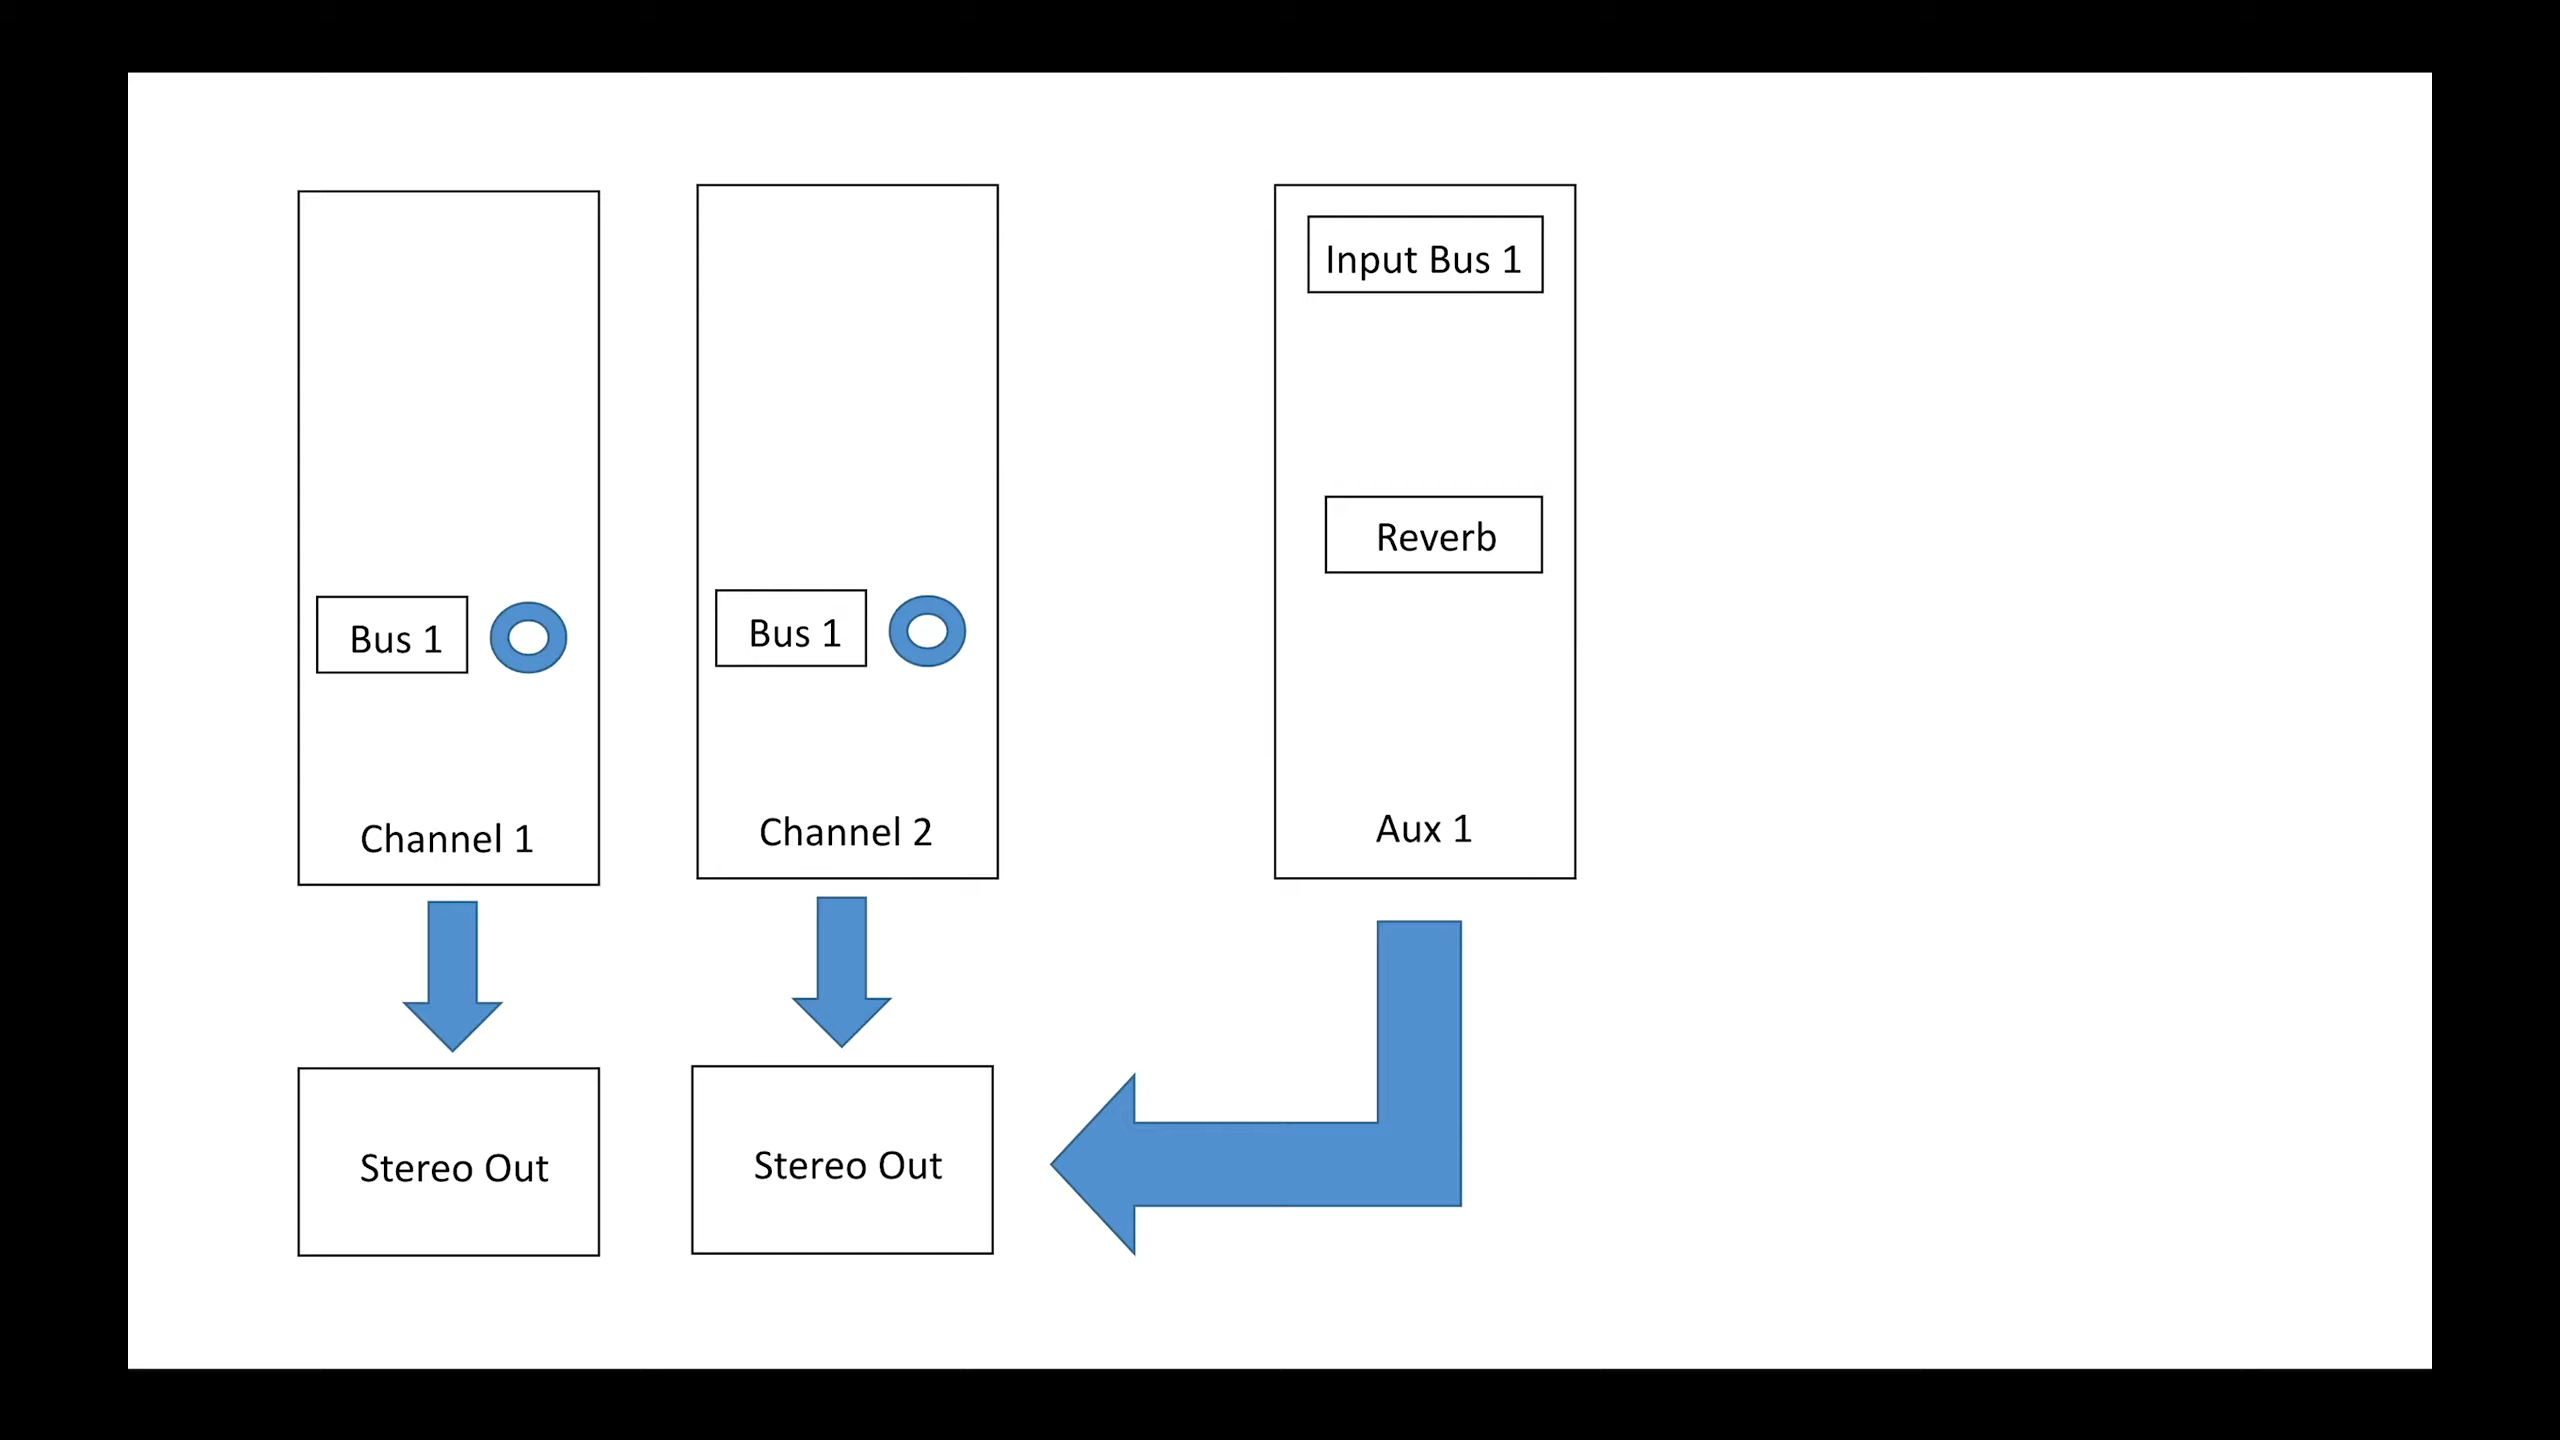 Input Bus 1
Reverb
Bus 1
Bus 1
Channel 1
Channel 2
Aux 1
Stereo Out
Stereo Out